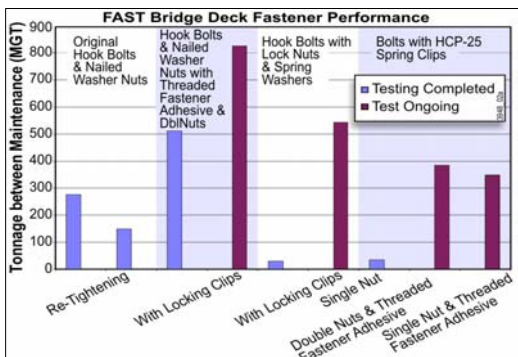 FAST Bridge Deck Fastener Performance
Tonnage between Maintenance (MGT)
900
800
700
600
500
400
300
200
100
0
Original
Hook Bolts
& Nailed
Washer Nuts
Hook Bolts
& Nailed
Washer
Nuts with
Threaded
Fastener
Adhesive &
DblNuts
Hook Bolts with
Lock Nuts
& Spring
Washers
Bolts with HCP-25
Spring Clips
Testing Completed
Test Ongoing
Re-Tightening
With Locking Clips
With Locking Clips
Single Nut
Double Nuts & Threaded
Fastener Adhesive
Single Nut & Threaded
Fastener Adhesive